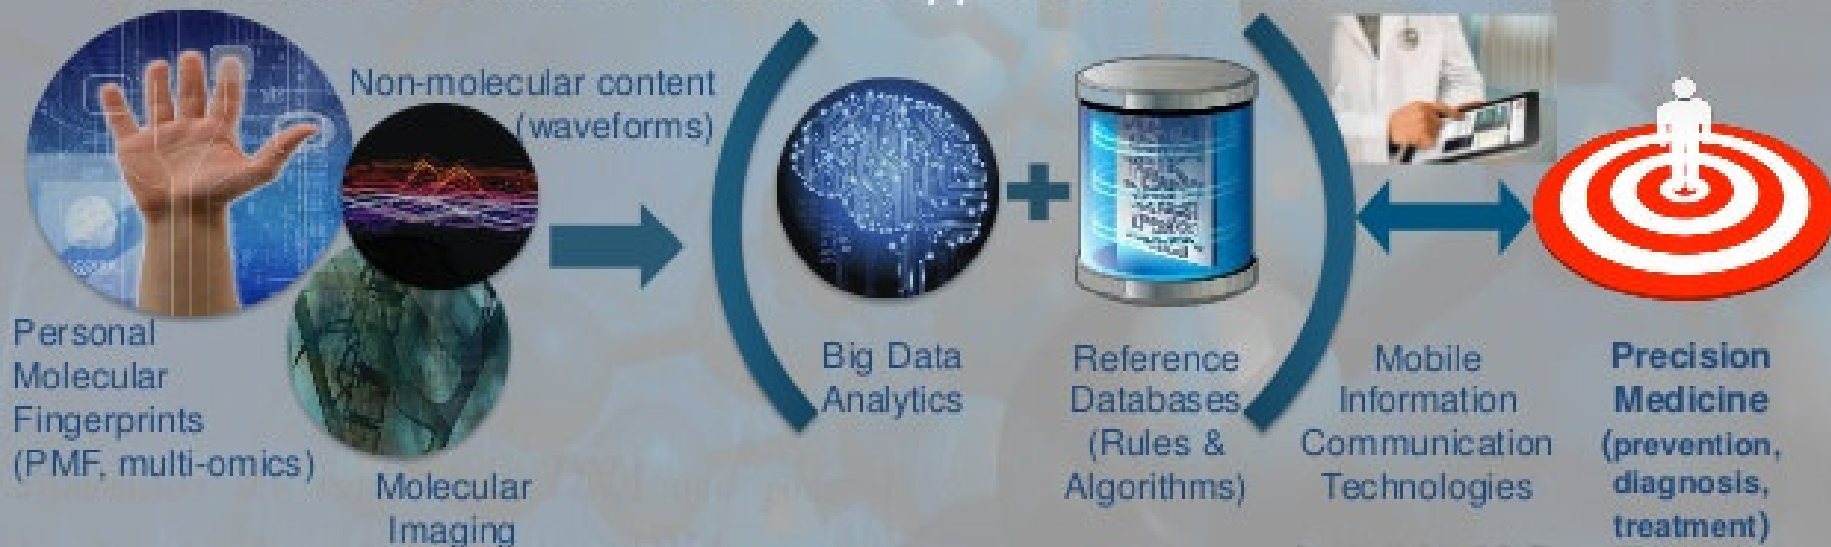 Non-molecular content
(waveforms)
Personal
Molecular
Fingerprints
(PMF, multi-omics)
Molecular
Imaging
Big Data
Analytics
Reference
Databases
(Rules &
Algorithms)
Mobile
Information
Communication
Technologies
Precision
Medicine
(prevention,
diagnosis,
treatment)